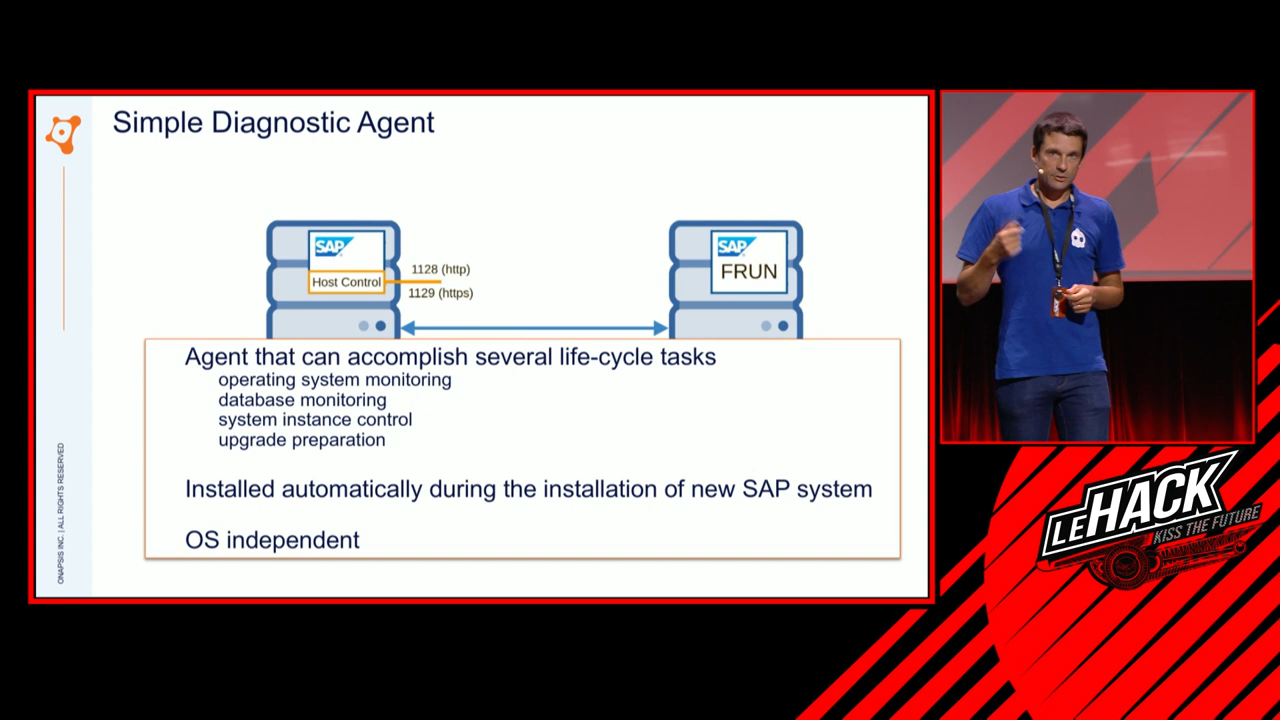 Simple Diagnostic Agent
SAP
Host Control
1128 (http)
1129 (https)
SAP
FRUN
Agent that can accomplish several life-cycle tasks
operating system monitoring
database monitoring
system instance control
upgrade preparation
Installed automatically during the installation of new SAP system
OS independent
ONAPSIS INC. | ALL RIGHTS RESERVED
LEHACK
KISS THE FUTURE